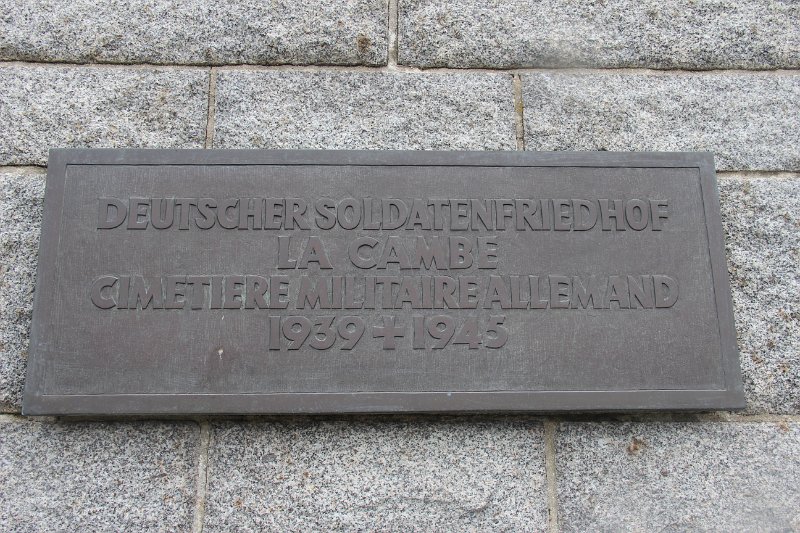 DEUTSCHER SOLDATENFRIEDHOF
LA CAMBE
CIMETIERE MILITAIRE ALLEMAND
1939 + 1945